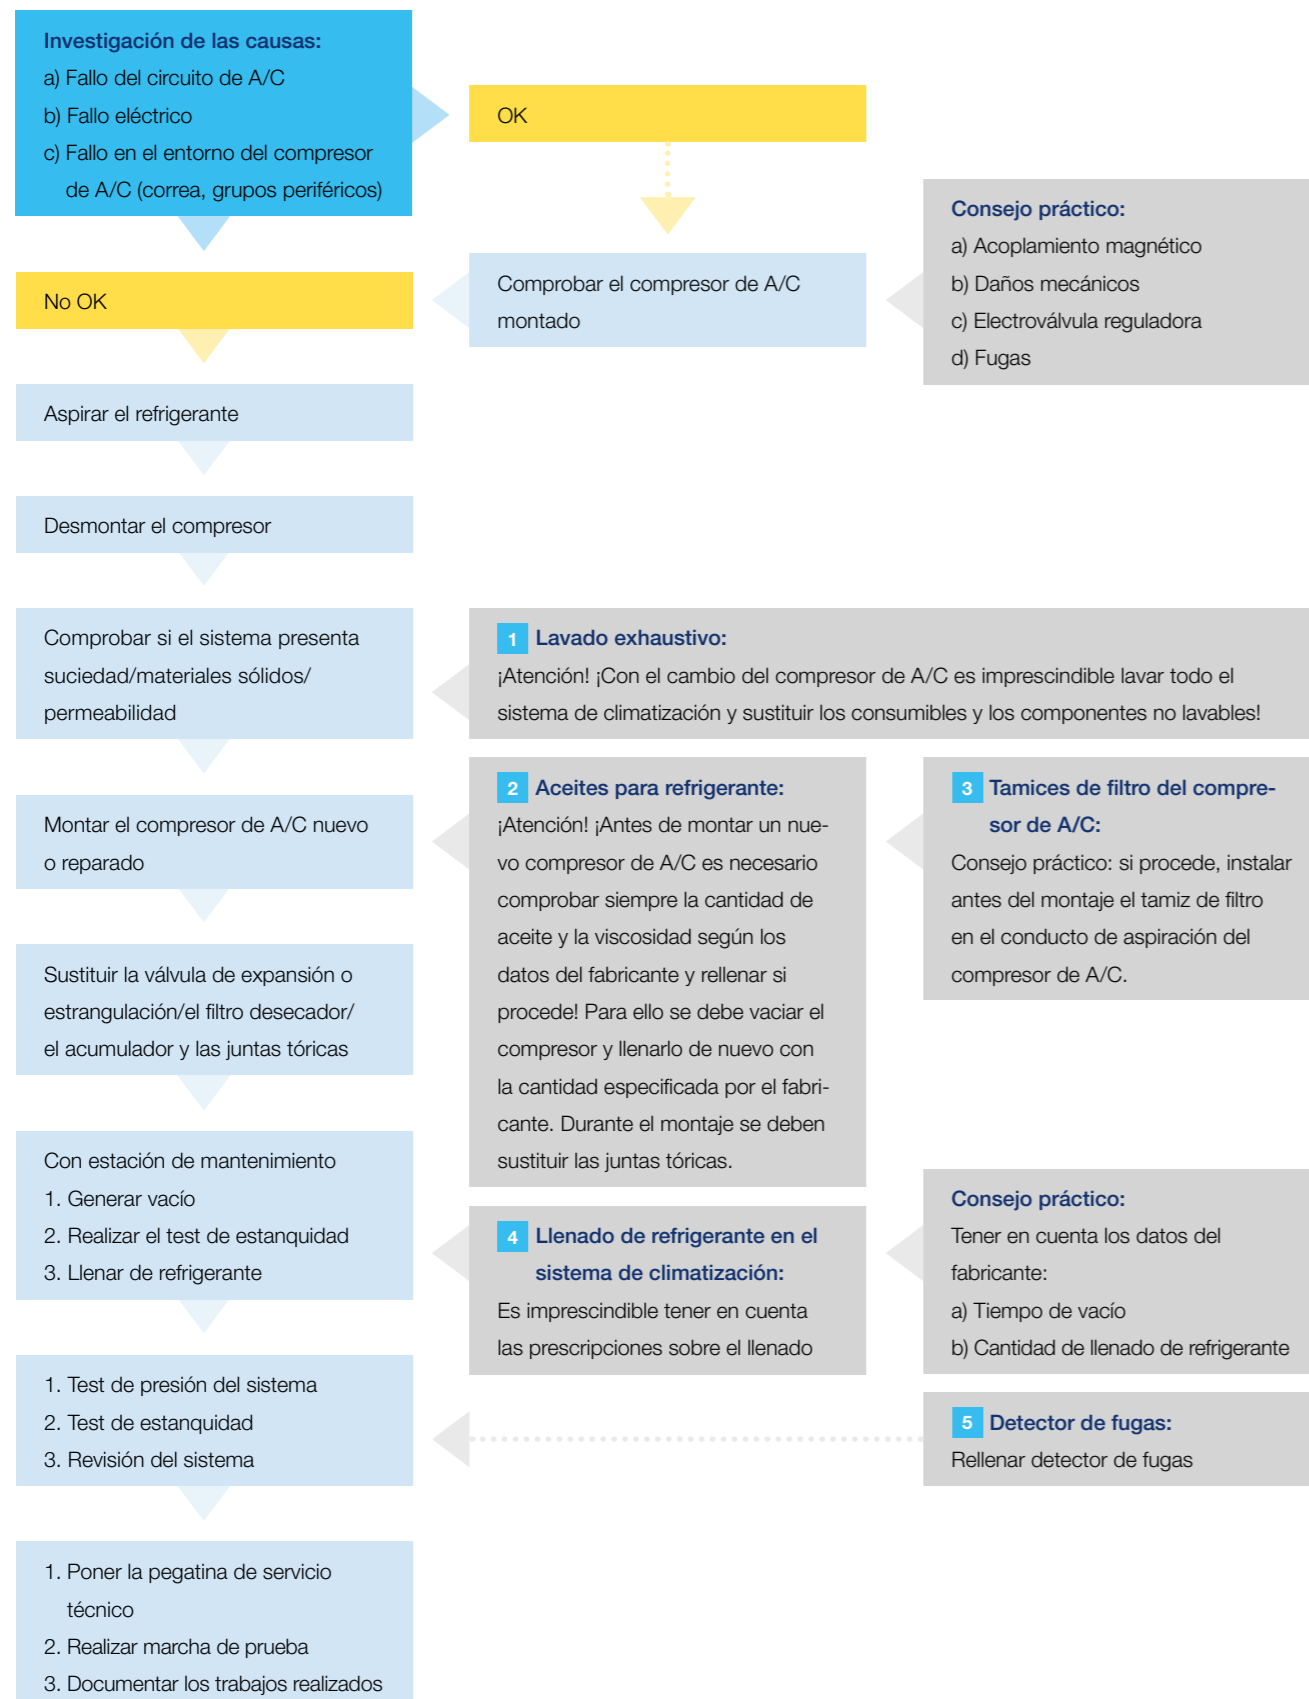 Investigación de las causas:
a) Fallo del circuito de A/C
b) Fallo eléctrico
c) Fallo en el entorno del compresor
de A/C (correa, grupos periféricos)
OK
Comprobar el compresor de A/C
montado
Consejo práctico:
a) Acoplamiento magnético
b) Daños mecánicos
c) Electroválvula reguladora
d) Fugas
No OK
Aspirar el refrigerante
Desmontar el compresor
Comprobar si el sistema presenta
suciedad/materiales sólidos/
permeabilidad
1 Lavado exhaustivo:
¡Atención! ¡Con el cambio del compresor de A/C es imprescindible lavar todo el
sistema de climatización y sustituir los consumibles y los componentes no lavables!
Montar el compresor de A/C nuevo
o reparado
2 Aceites para refrigerante:
¡Atención! ¡Antes de montar un nue-
vo compresor de A/C es necesario
comprobar siempre la cantidad de
aceite y la viscosidad según los
datos del fabricante y rellenar si
procede! Para ello se debe vaciar el
compresor y llenarlo de nuevo con
la cantidad especificada por el fabri-
cante. Durante el montaje se deben
sustituir las juntas tóricas.
3 Tamices de filtro del compre-
sor de A/C:
Consejo práctico: si procede, instalar
antes del montaje el tamiz de filtro
en el conducto de aspiración del
compresor de A/C.
Sustituir la válvula de expansión o
estrangulación/el filtro desecador/
el acumulador y las juntas tóricas
Con estación de mantenimiento
1. Generar vacío
2. Realizar el test de estanquidad
3. Llenar de refrigerante
4 Llenado de refrigerante en el
sistema de climatización:
Es imprescindible tener en cuenta
las prescripciones sobre el llenado
Consejo práctico:
Tener en cuenta los datos del
fabricante:
a) Tiempo de vacío
b) Cantidad de llenado de refrigerante
1. Test de presión del sistema
2. Test de estanquidad
3. Revisión del sistema
5 Detector de fugas:
Rellenar detector de fugas
1. Poner la pegatina de servicio
técnico
2. Realizar marcha de prueba
3. Documentar los trabajos realizados